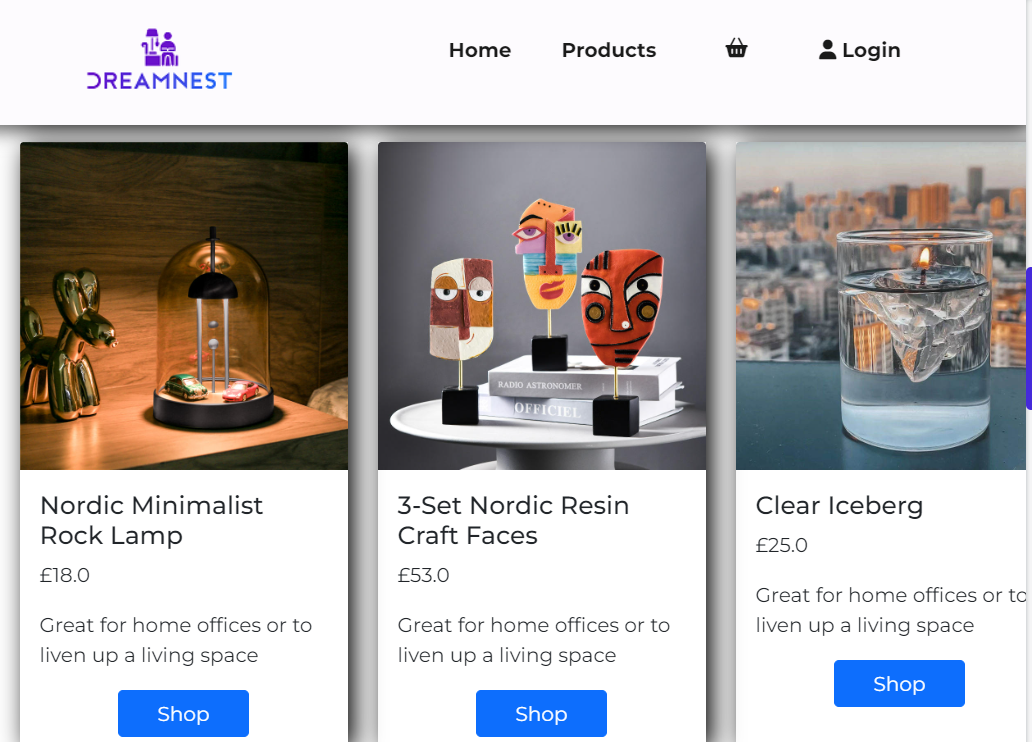 DREAMNEST
Home
Products
Login
RADIO ASTRONOMER
OFFICIEL
Nordic Minimalist
Rock Lamp
£18.0
Great for home offices or to
liven up a living space
Shop
3-Set Nordic Resin
Craft Faces
£53.0
Great for home offices or to
liven up a living space
Shop
Clear Iceberg
£25.0
Great for home offices or to
liven up a living space
Shop